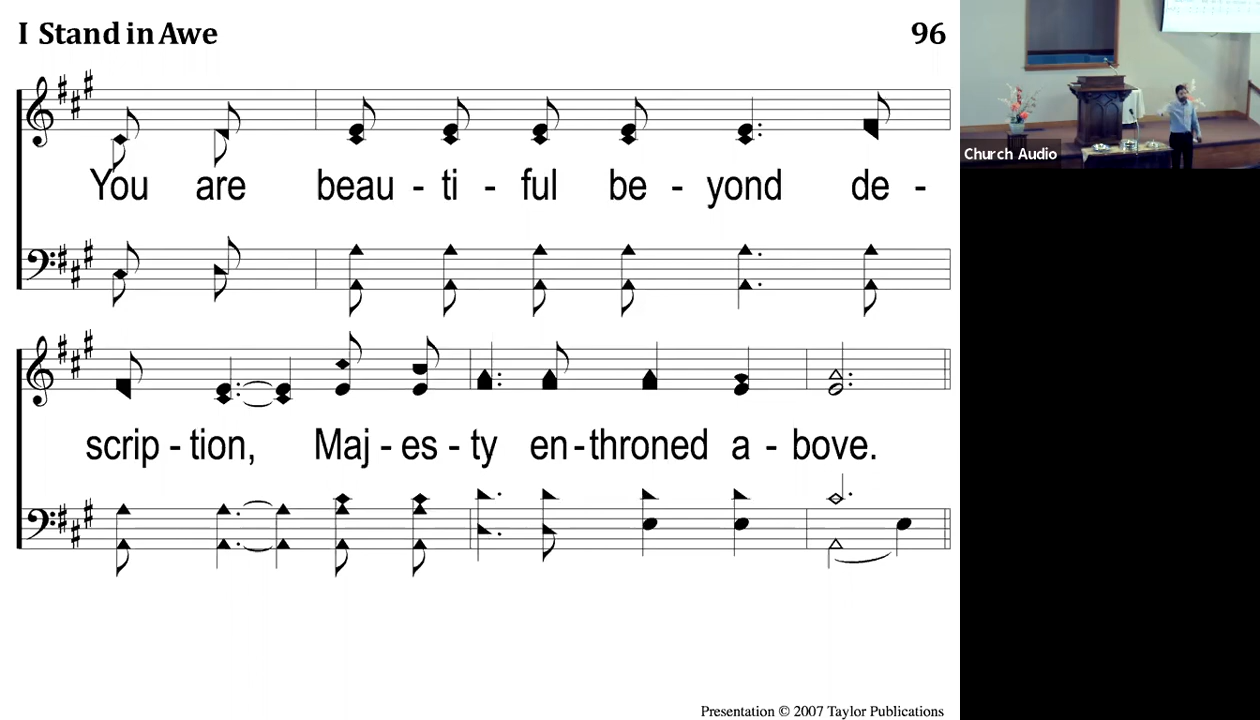 I Stand in Awe
96
You are beau - ti - ful be - yond de -
scrip - tion, Maj - es - ty en - throned a - bove.
Church Audio
Presentation © 2007 Taylor Publications